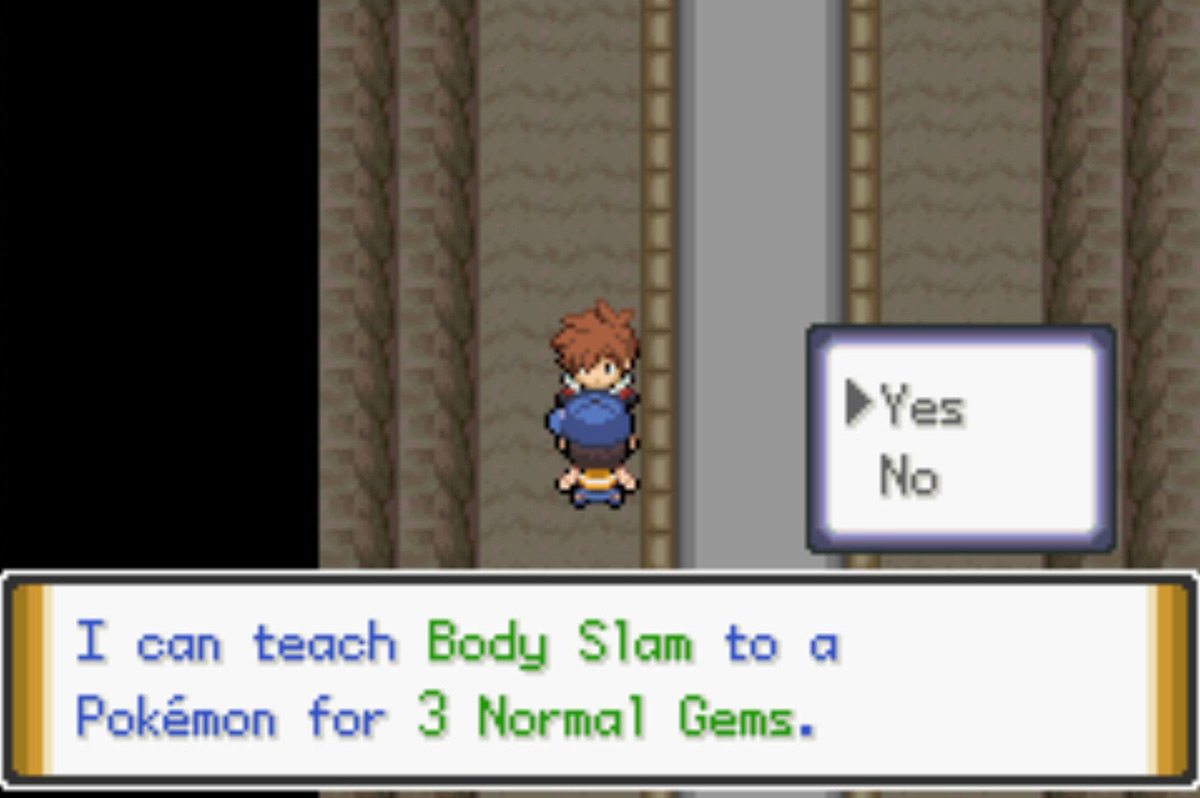 Yes
No
I can teach Body Slam to a
Pokémon for 3 Normal Gems.